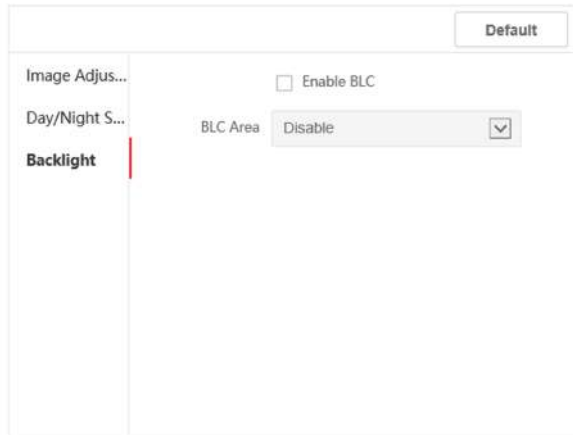 Default
Image Adjus...
Enable BLC
Day/Night S...
BLC Area Disable
Backlight